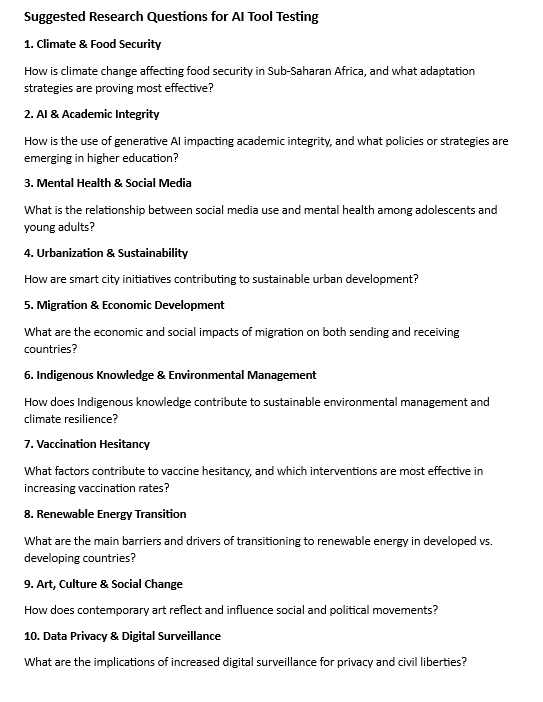 Suggested Research Questions for AI Tool Testing
1. Climate & Food Security
How is climate change affecting food security in Sub-Saharan Africa, and what adaptation
strategies are proving most effective?
2. AI & Academic Integrity
How is the use of generative AI impacting academic integrity, and what policies or strategies are
emerging in higher education?
3. Mental Health & Social Media
What is the relationship between social media use and mental health among adolescents and
young adults?
4. Urbanization & Sustainability
How are smart city initiatives contributing to sustainable urban development?
5. Migration & Economic Development
What are the economic and social impacts of migration on both sending and receiving
countries?
6. Indigenous Knowledge & Environmental Management
How does Indigenous knowledge contribute to sustainable environmental management and
climate resilience?
7. Vaccination Hesitancy
What factors contribute to vaccine hesitancy, and which interventions are most effective in
increasing vaccination rates?
8. Renewable Energy Transition
What are the main barriers and drivers of transitioning to renewable energy in developed vs.
developing countries?
9. Art, Culture & Social Change
How does contemporary art reflect and influence social and political movements?
10. Data Privacy & Digital Surveillance
What are the implications of increased digital surveillance for privacy and civil liberties?